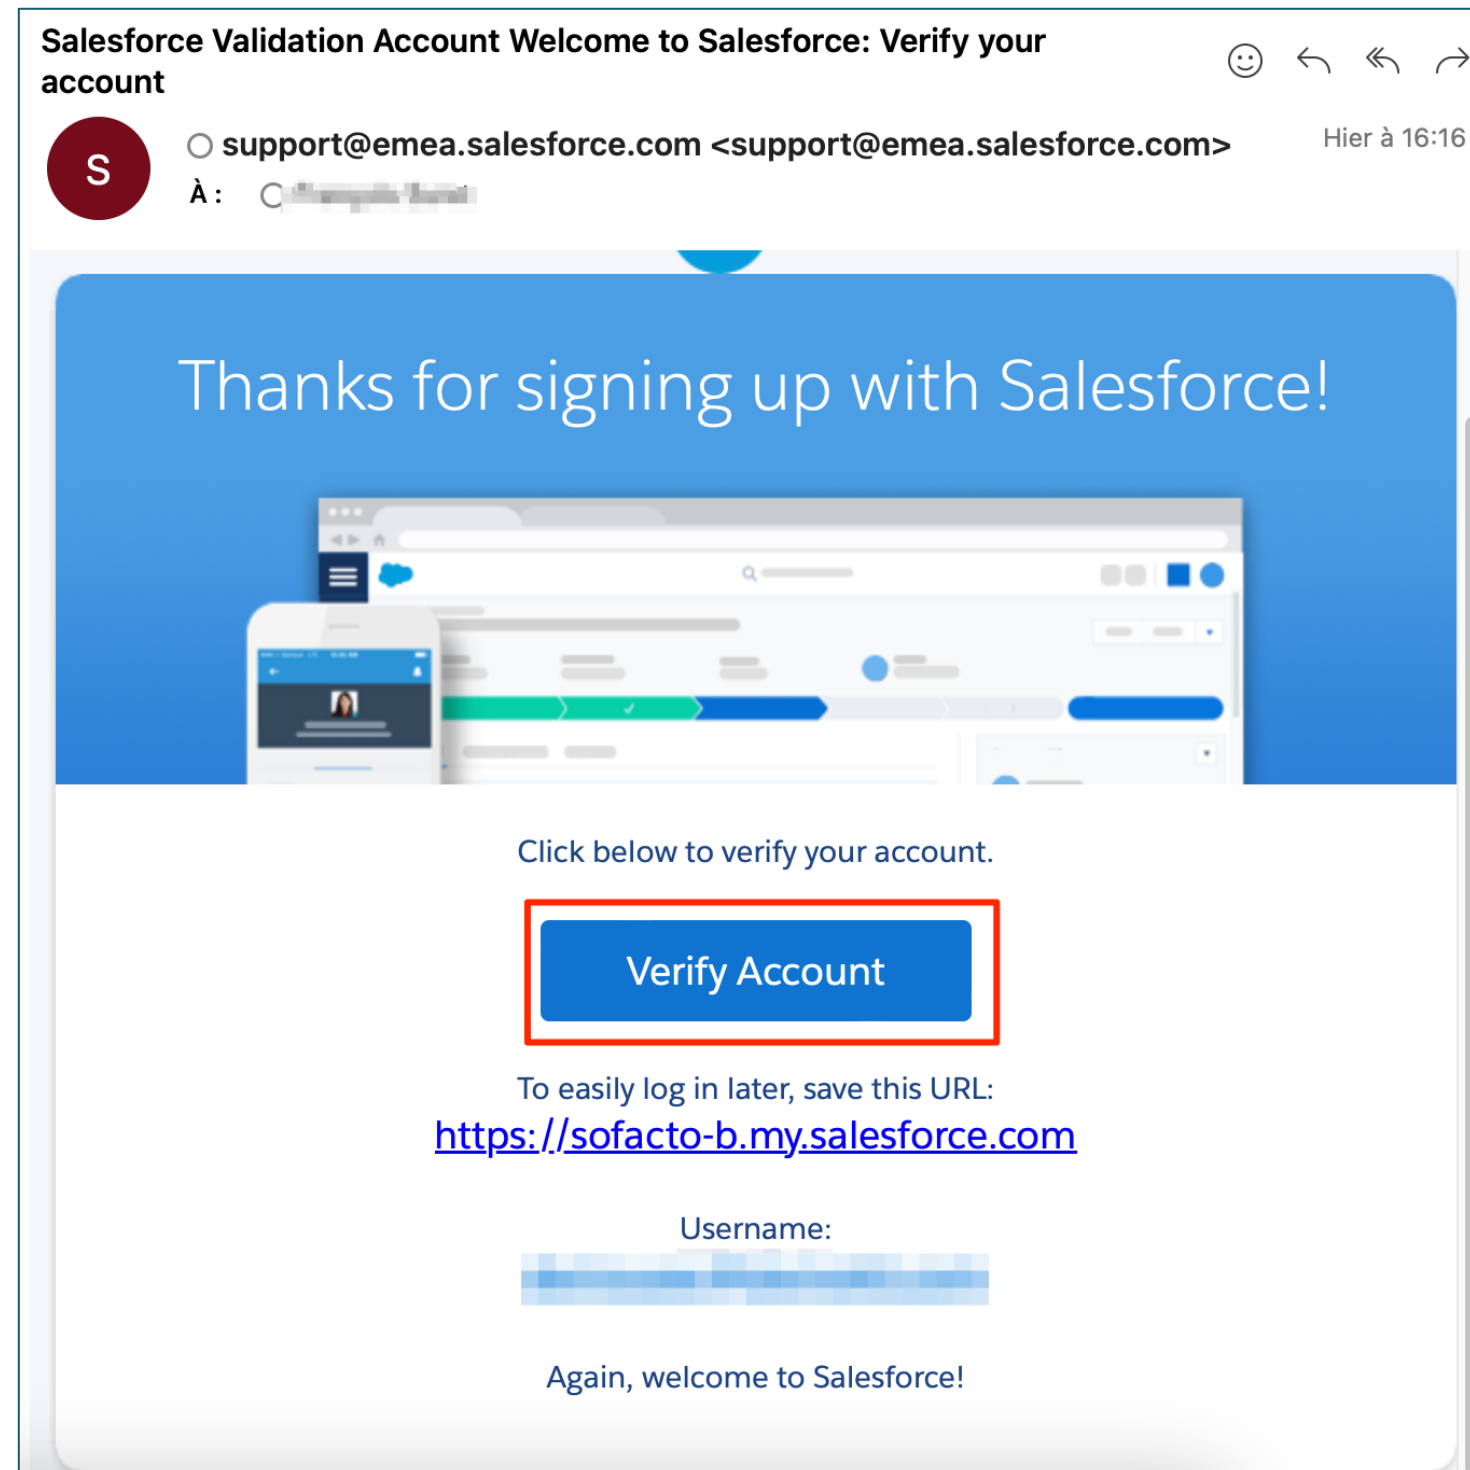 Salesforce Validation Account Welcome to Salesforce: Verify your
account
S
support@emea.salesforce.com <support@emea.salesforce.com>
Hier à 16:16
À :
Thanks for signing up with Salesforce!
Click below to verify your account.
Verify Account
To easily log in later, save this URL:
https://sofacto-b.my.salesforce.com
Username:
Again, welcome to Salesforce!